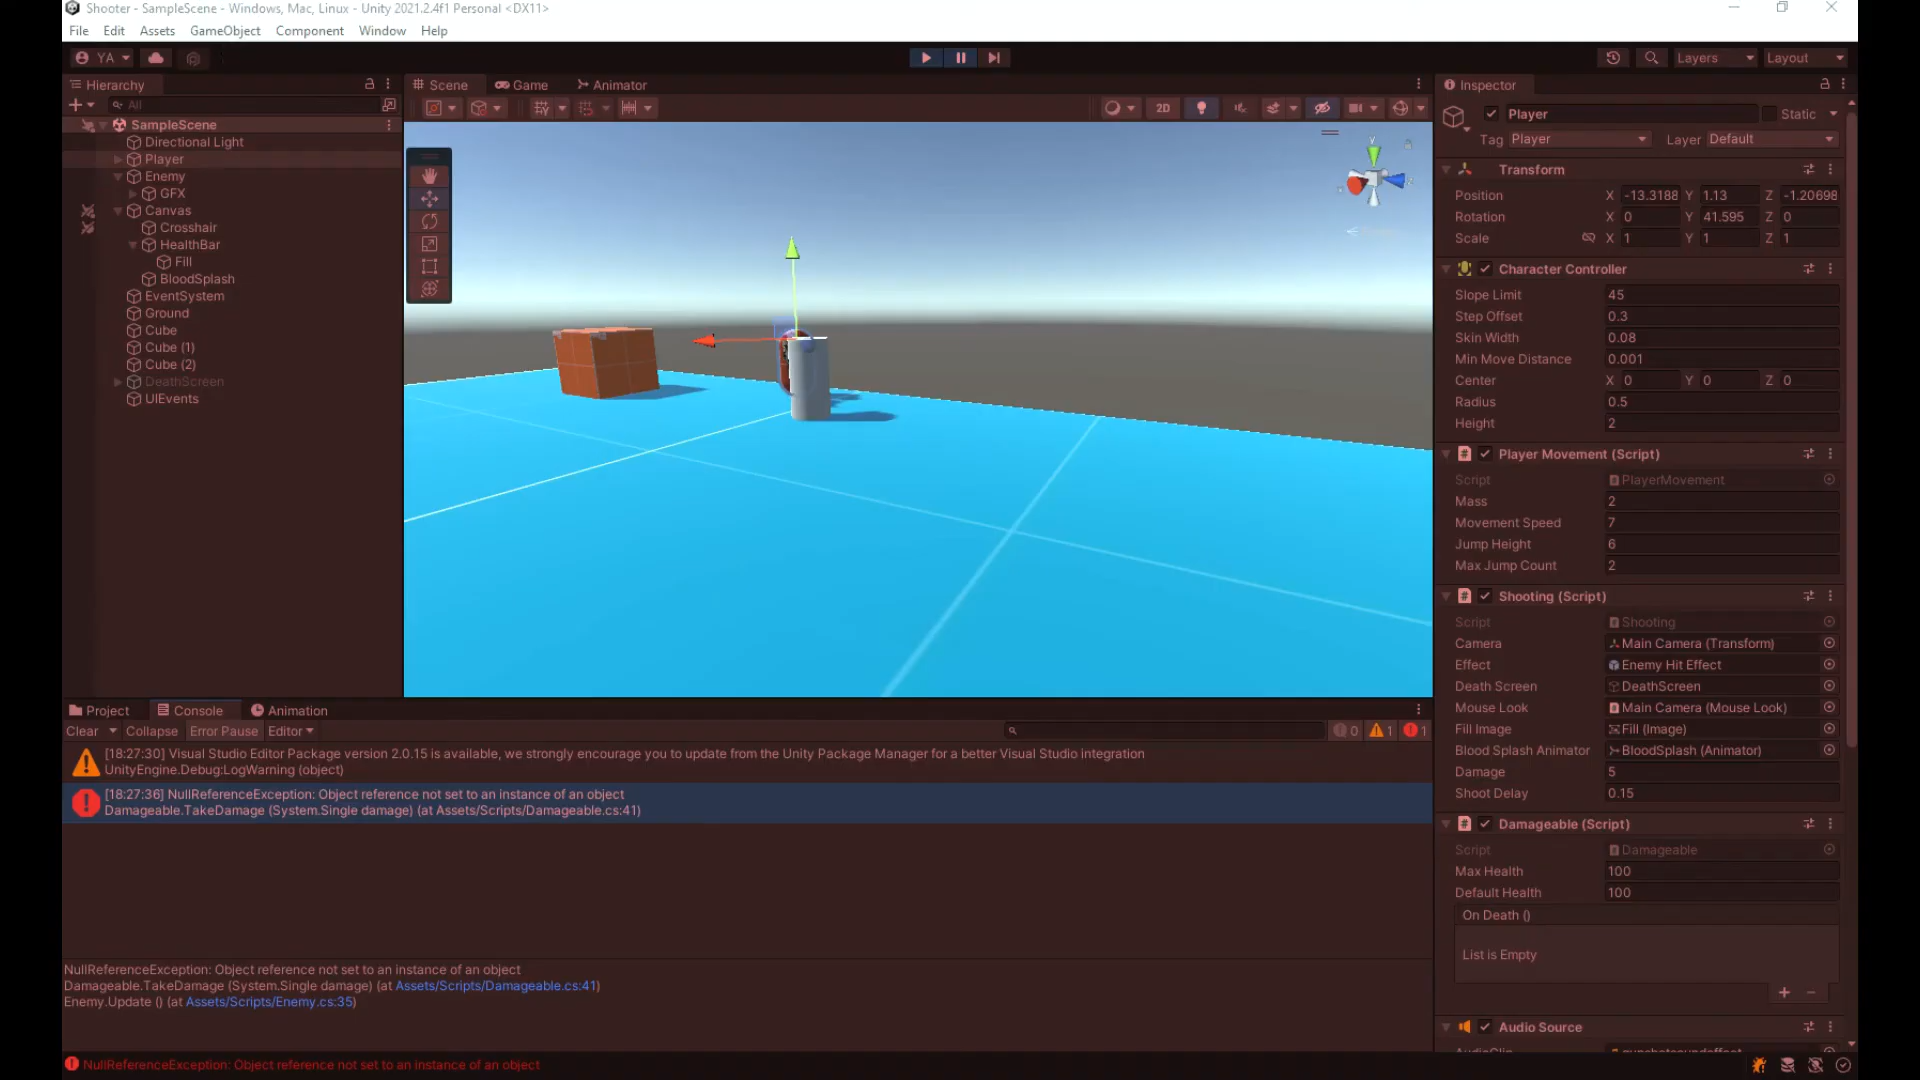 Shooter - SampleScene - Windows, Mac, Linux - Unity 2021.2.4f1 Personal <DX11>
File Edit Assets GameObject Component Window Help
YA
Layers Layout
Hierarchy
All
SampleScene
Directional Light
Player
Enemy
GFX
Canvas
Crosshair
HealthBar
Fill
BloodSplash
EventSystem
Ground
Cube
Cube (1)
Cube (2)
DeathScreen
UIEvents
Scene Game Animator
2D
y
Inspector
Player Static
Tag Player Layer Default
Transform
Position X -13.3188 Y 1.13 Z -1.20698
Rotation X 0 Y 41.595 Z 0
Scale X 1 Y 1 Z 1
Character Controller
Slope Limit 45
Step Offset 0.3
Skin Width 0.08
Min Move Distance 0.001
Center X 0 Y 0 Z 0
Radius 0.5
Height 2
Player Movement (Script)
Script PlayerMovement
Mass 2
Movement Speed 7
Jump Height 6
Max Jump Count 2
Shooting (Script)
Script Shooting
Camera Main Camera (Transform)
Effect Enemy Hit Effect
Death Screen DeathScreen
Mouse Look Main Camera (Mouse Look)
Fill Image Fill (Image)
Blood Splash Animator BloodSplash (Animator)
Damage 5
Shoot Delay 0.15
Damageable (Script)
Script Damageable
Max Health 100
Default Health 100
On Death ()
List is Empty
Audio Source
Project Console Animation
Clear Collapse Error Pause Editor
0 1 1
[18:27:30] Visual Studio Editor Package version 2.0.15 is available, we strongly encourage you to update from the Unity Package Manager for a better Visual Studio integration
UnityEngine.Debug:LogWarning (object)
[18:27:36] NullReferenceException: Object reference not set to an instance of an object
Damageable.TakeDamage (System.Single damage) (at Assets/Scripts/Damageable.cs:41)
NullReferenceException: Object reference not set to an instance of an object
Damageable.TakeDamage (System.Single damage) (at Assets/Scripts/Damageable.cs:41)
Enemy.Update () (at Assets/Scripts/Enemy.cs:35)
NullReferenceException: Object reference not set to an instance of an object